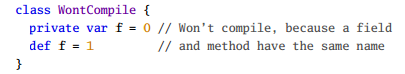 class WontCompile {
  private var f = 0 // Won't compile, because a field
  def f = 1         // and method have the same name
}